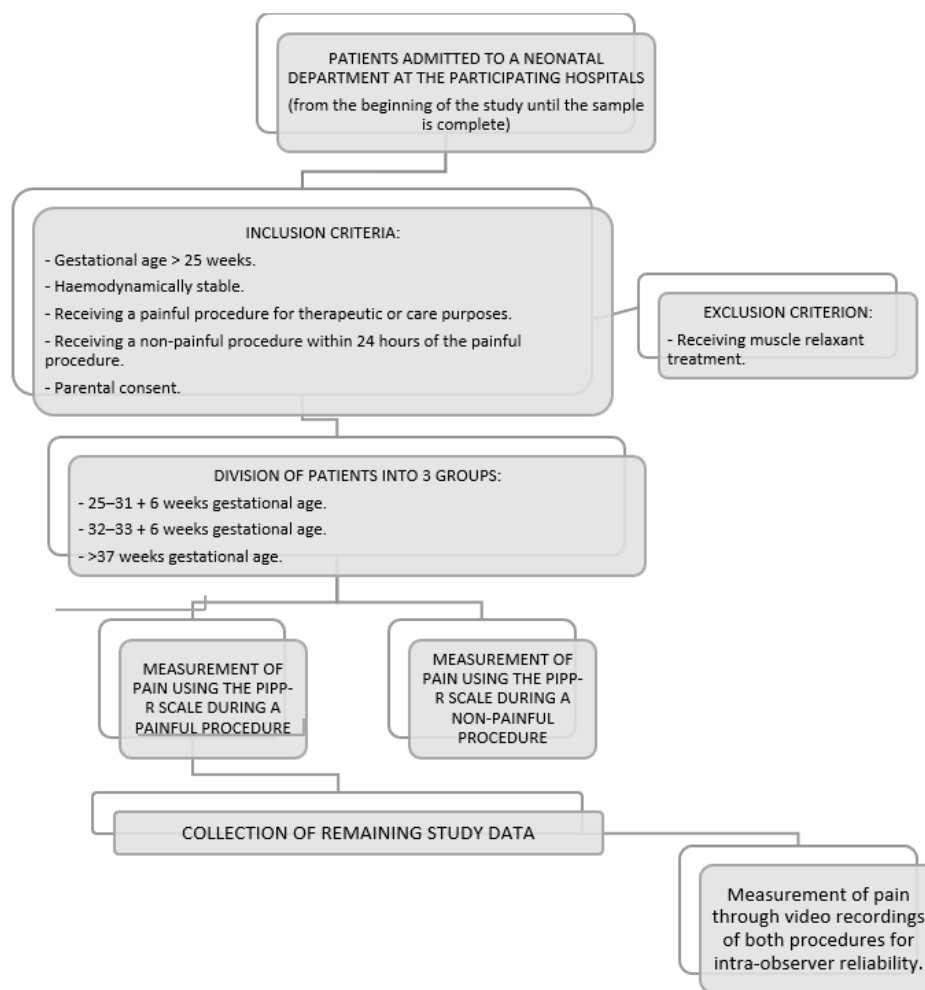 PATIENTS ADMITTED TO A NEONATAL
DEPARTMENT AT THE PARTICIPATING HOSPITALS
(from the beginning of the study until the sample
is complete)
INCLUSION CRITERIA:
- Gestational age > 25 weeks.
- Haemodynamically stable.
- Receiving a painful procedure for therapeutic or care purposes.
- Receiving a non-painful procedure within 24 hours of the painful
procedure.
- Parental consent.
EXCLUSION CRITERION:
- Receiving muscle relaxant
treatment.
DIVISION OF PATIENTS INTO 3 GROUPS:
- 25–31 + 6 weeks gestational age.
- 32–33 + 6 weeks gestational age.
- >37 weeks gestational age.
MEASUREMENT OF
PAIN USING THE PIPP-
R SCALE DURING A
PAINFUL PROCEDURE
MEASUREMENT OF
PAIN USING THE PIPP-
R SCALE DURING A
NON-PAINFUL
PROCEDURE
COLLECTION OF REMAINING STUDY DATA
Measurement of pain
through video recordings
of both procedures for
intra-observer reliability.